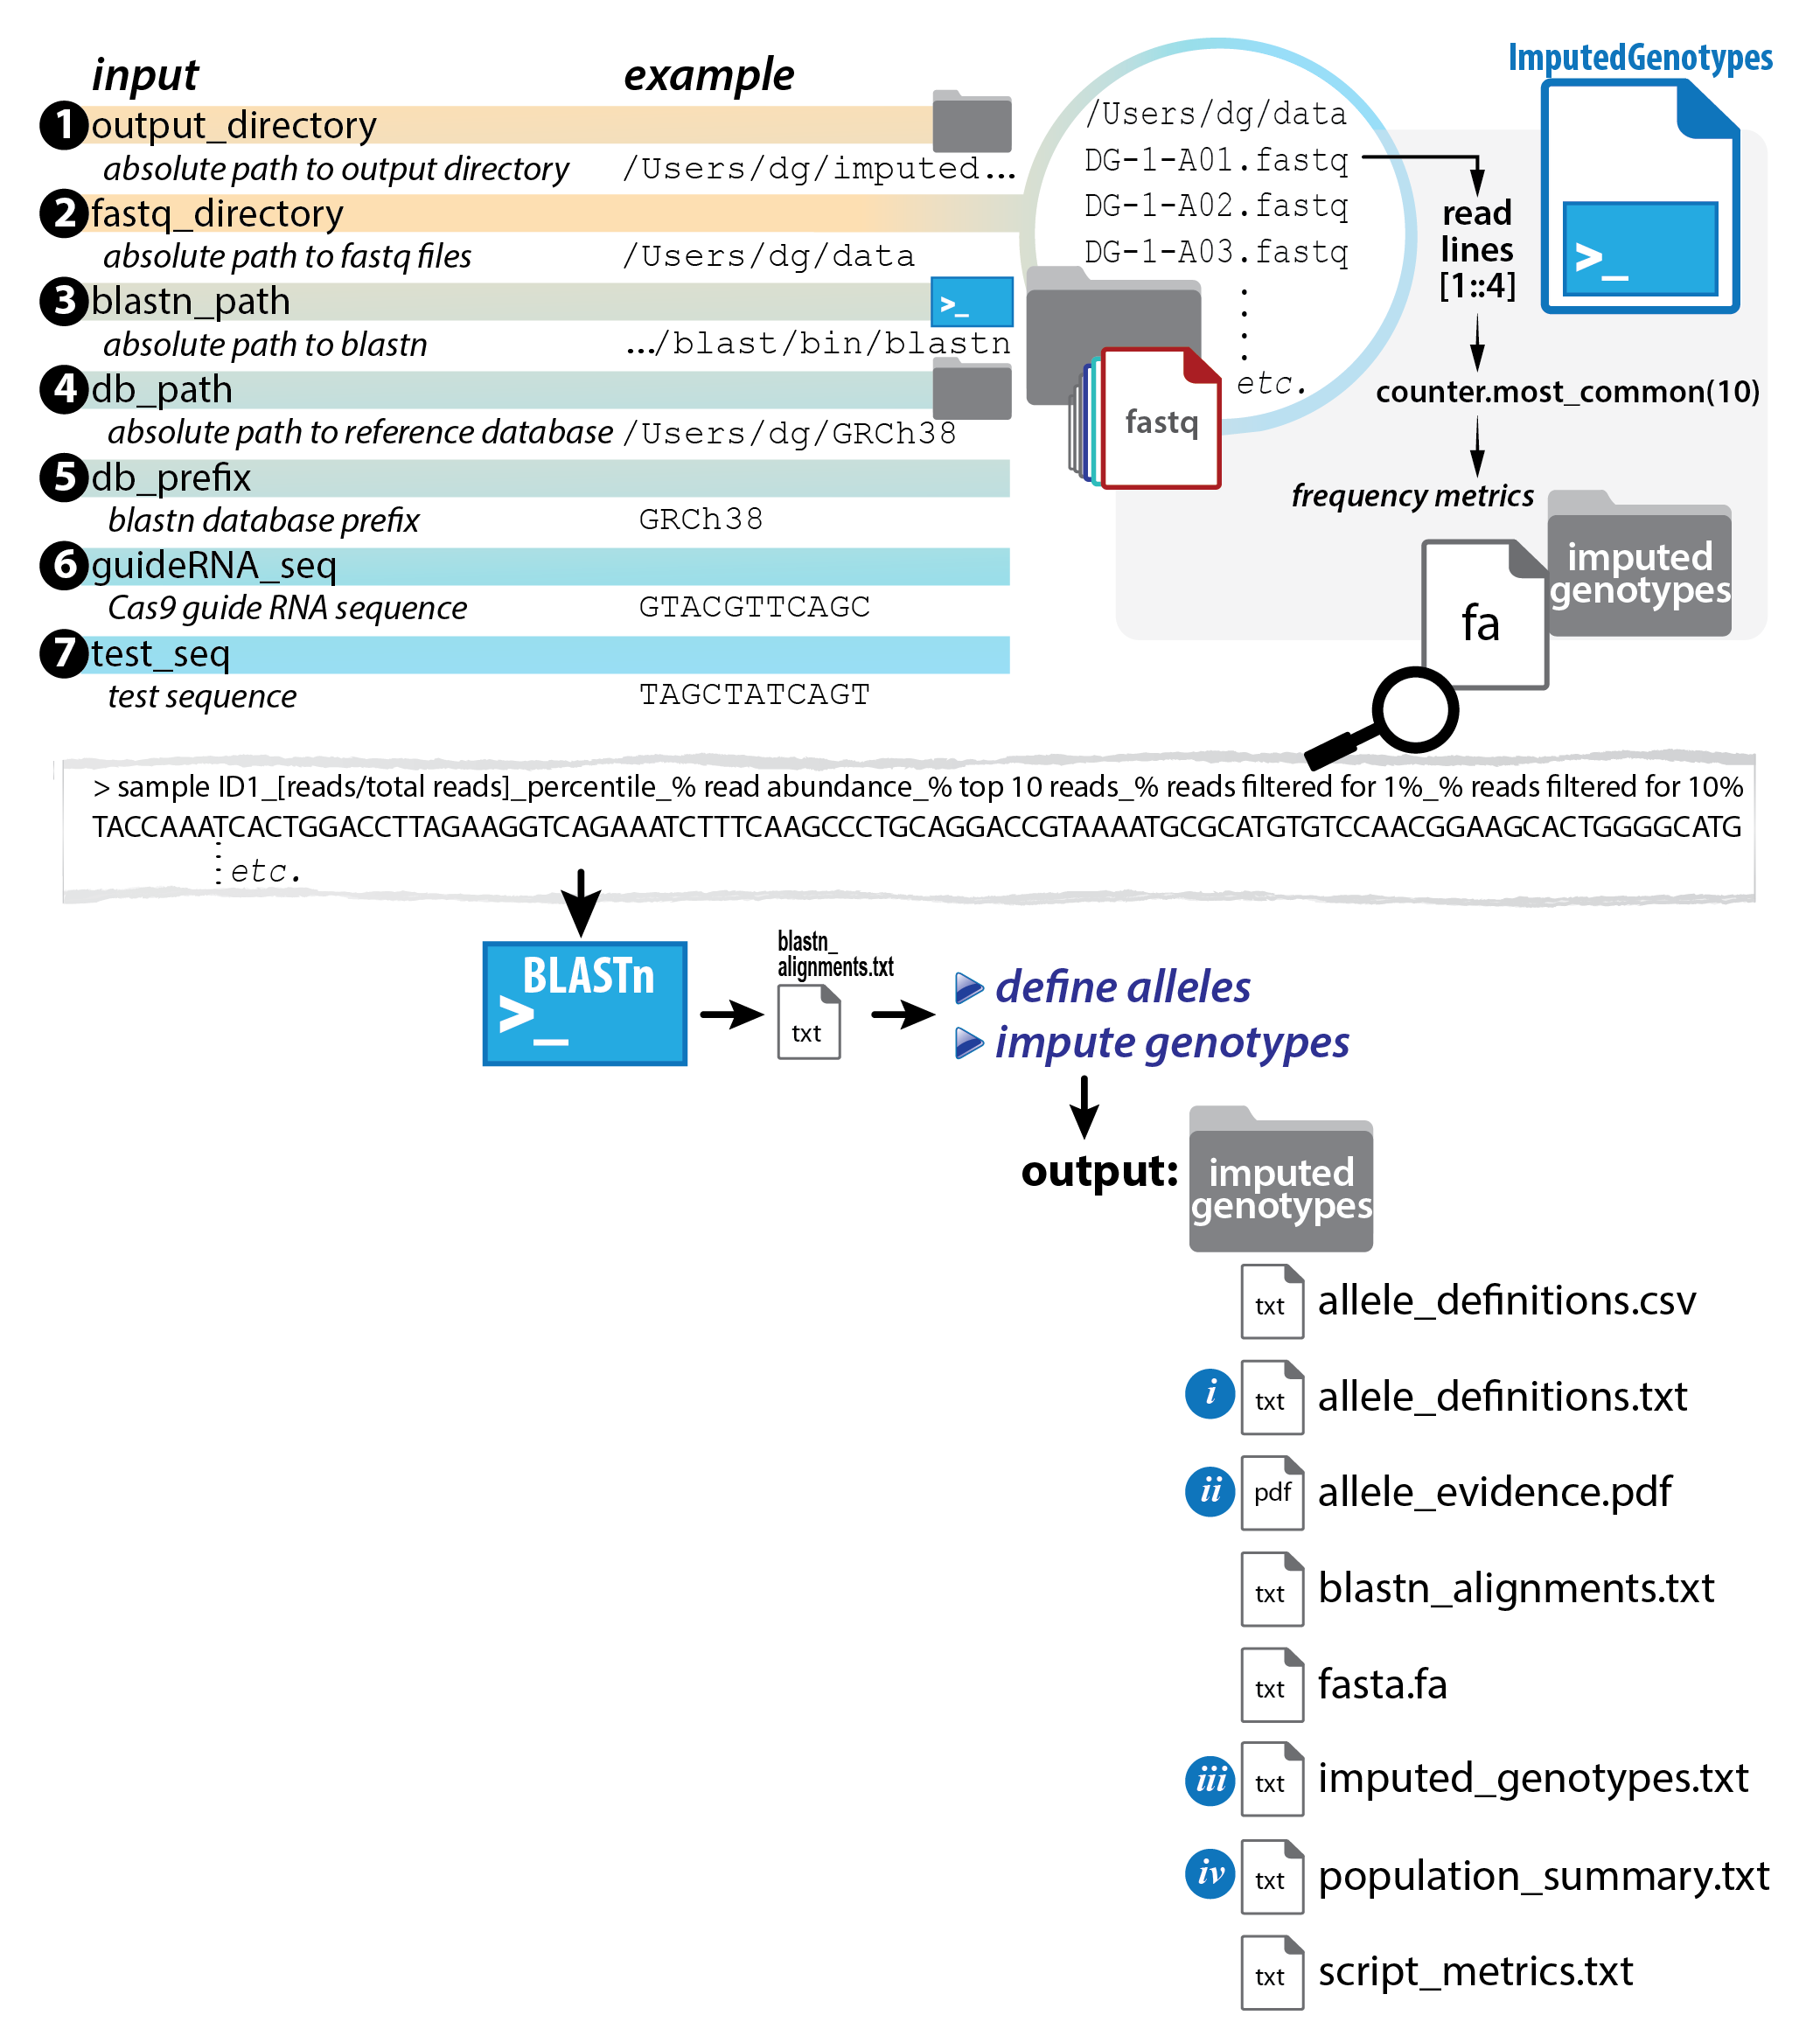 input example
1 output_directory
absolute path to output directory /Users/dg/imputed...
2 fastq_directory
absolute path to fastq files /Users/dg/data
3 blastn_path
>_
absolute path to blastn .../blast/bin/blastn
4 db_path
absolute path to reference database /Users/dg/GRCh38
5 db_prefix
blastn database prefix GRCh38
6 guideRNA_seq
Cas9 guide RNA sequence GTACGTTCAGC
7 test_seq
test sequence TAGCTATCAGT
/Users/dg/data
DG-1-A01.fastq
DG-1-A02.fastq
DG-1-A03.fastq
etc.
fastq
ImputedGenotypes
>_
read
lines
[1::4]
counter.most_common(10)
frequency metrics
imputed
genotypes
fa
> sample ID1_[reads/total reads]_percentile_% read abundance_% top 10 reads_% reads filtered for 1%_% reads filtered for 10%
TACCAAATCACTGGACCTTAGAAGGTCAGAAATCTTTCAAGCCCTGCAGGACCGTAAAATGCGCATGTGTCCAACGGAAGCACTGGGGCATG
etc.
BLASTn
>_
blastn_
alignments.txt
txt
define alleles
impute genotypes
output:
imputed
genotypes
txt allele_definitions.csv
i txt allele_definitions.txt
ii pdf allele_evidence.pdf
txt blastn_alignments.txt
txt fasta.fa
iii txt imputed_genotypes.txt
iv txt population_summary.txt
txt script_metrics.txt